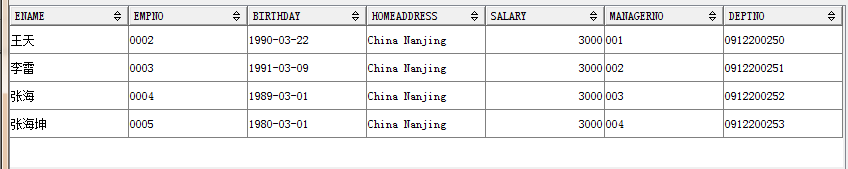 ENAME EMPNO BIRTHDAY HOMEADDRESS SALARY MANAGERNO DEPTNO
王天 0002 1990-03-22 China Nanjing 3000 001 0912200250
李雷 0003 1991-03-09 China Nanjing 3000 002 0912200251
张海 0004 1989-03-01 China Nanjing 3000 003 0912200252
张海坤 0005 1980-03-01 China Nanjing 3000 004 0912200253